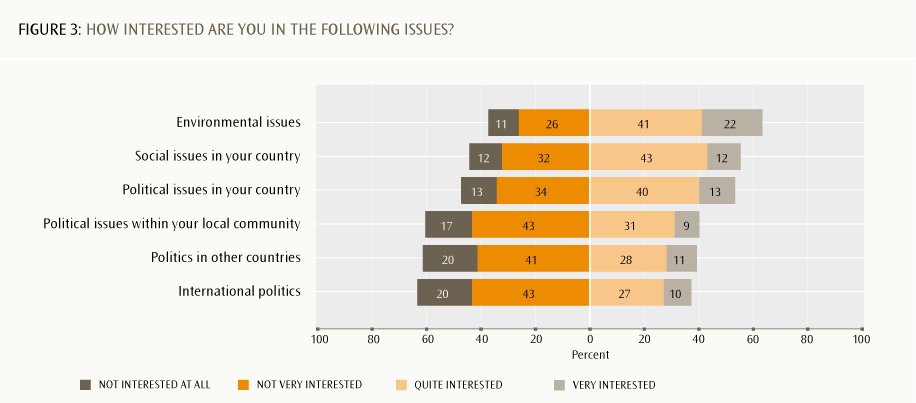 FIGURE 3: HOW INTERESTED ARE YOU IN THE FOLLOWING ISSUES?
Environmental issues 11 26 41 22
Social issues in your country 12 32 43 12
Political issues in your country 13 34 40 13
Political issues within your local community 17 43 31 9
Politics in other countries 20 41 28 11
International politics 20 43 27 10
100 80 60 40 20 0 20 40 60 80 100
Percent
NOT INTERESTED AT ALL NOT VERY INTERESTED QUITE INTERESTED VERY INTERESTED